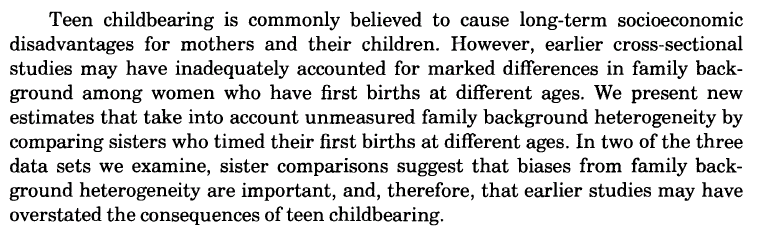 Teen childbearing is commonly believed to cause long-term socioeconomic
disadvantages for mothers and their children. However, earlier cross-sectional
studies may have inadequately accounted for marked differences in family back-
ground among women who have first births at different ages. We present new
estimates that take into account unmeasured family background heterogeneity by
comparing sisters who timed their first births at different ages. In two of the three
data sets we examine, sister comparisons suggest that biases from family back-
ground heterogeneity are important, and, therefore, that earlier studies may have
overstated the consequences of teen childbearing.